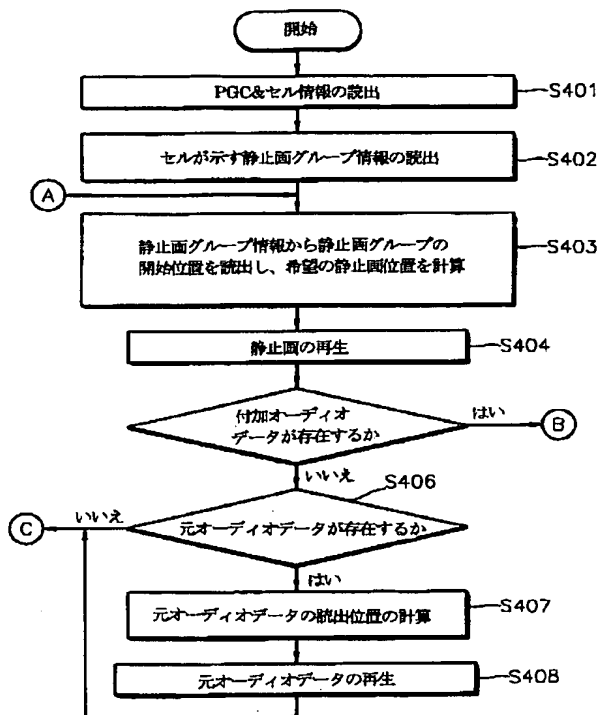 開始
PGC&セル情報の読出
S401
セルが示す静止画グループ情報の読出
S402
A
静止画グループ情報から静止画グループの
開始位置を読出し、希望の静止画位置を計算
S403
静止画の再生
S404
付加オーディオ
データが存在するか
はい
B
いいえ
S406
元オーディオデータが存在するか
いいえ
C
はい
元オーディオデータの読出位置の計算
S407
元オーディオデータの再生
S408